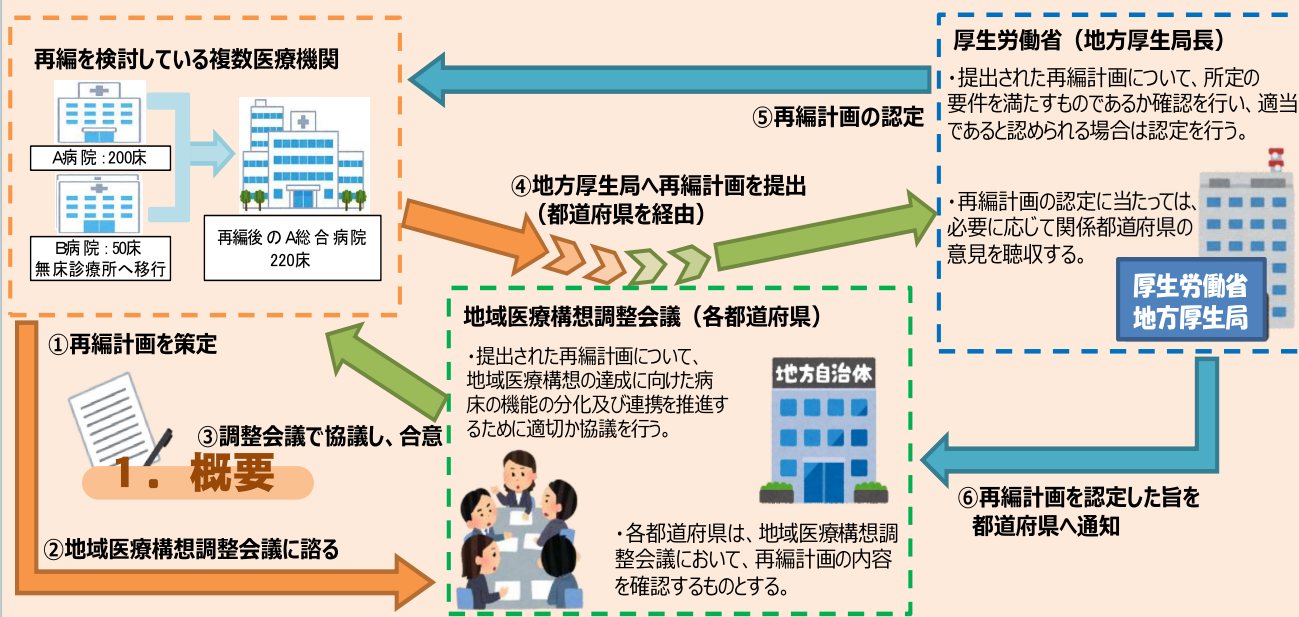 再編を検討している複数医療機関
A病院：200床
B病院：50床
無床診療所へ移行
再編後のA総合病院
220床
①再編計画を策定
②地域医療構想調整会議に諮る
③調整会議で協議し、合意
1．概要
④地方厚生局へ再編計画を提出
（都道府県を経由）
⑤再編計画の認定
地域医療構想調整会議（各都道府県）
・提出された再編計画について、
地域医療構想の達成に向けた病
床の機能の分化及び連携を推進す
るために適切か協議を行う。
地方自治体
・各都道府県は、地域医療構想調
整会議において、再編計画の内容
を確認するものとする。
厚生労働省（地方厚生局長）
・提出された再編計画について、所定の
要件を満たすものであるか確認を行い、適当
であると認められる場合は認定を行う。
・再編計画の認定に当たっては、
必要に応じて関係都道府県の
意見を聴収する。
厚生労働省
地方厚生局
⑥再編計画を認定した旨を
都道府県へ通知